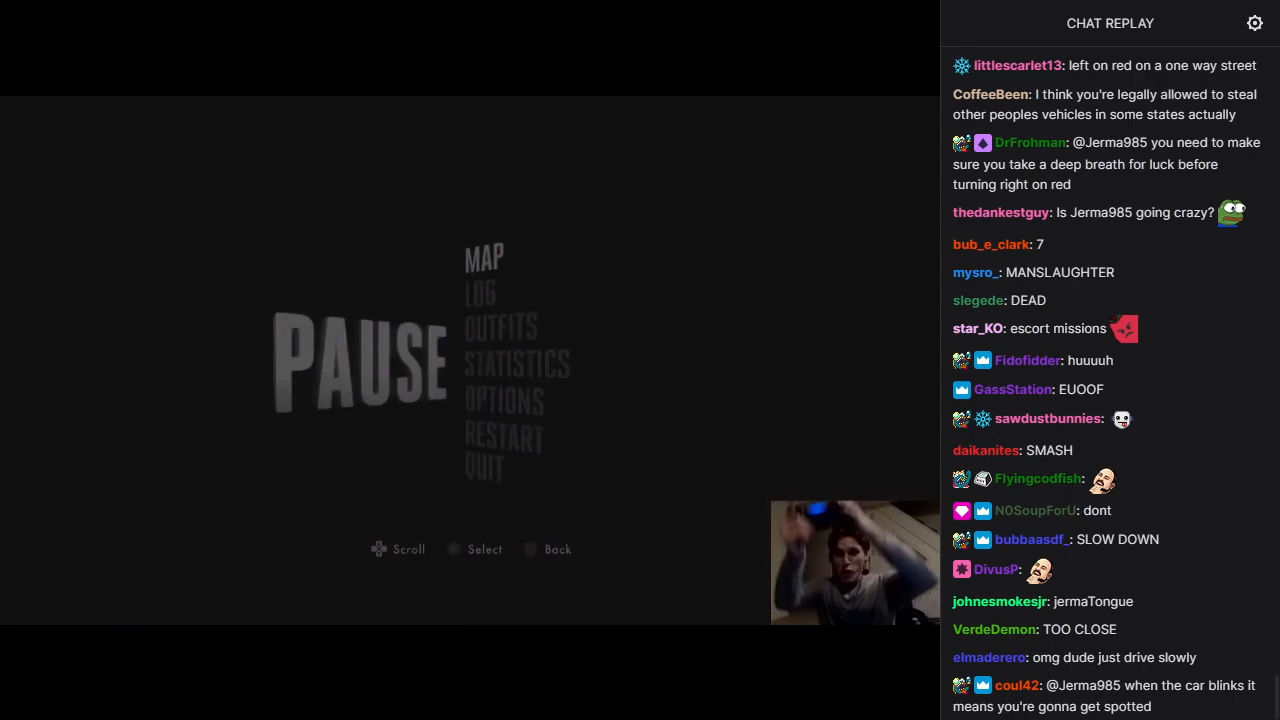 PAUSE
MAP
LOG
OUTFITS
STATISTICS
OPTIONS
RESTART
QUIT
Scroll
Select
Back
CHAT REPLAY
littlescarlet13: left on red on a one way street
CoffeeBeen: I think you're legally allowed to steal
other peoples vehicles in some states actually
DrFrohman: @Jerma985 you need to make
sure you take a deep breath for luck before
turning right on red
thedankestguy: Is Jerma985 going crazy?
bub_e_clark: 7
mysro_: MANSLAUGHTER
slegede: DEAD
star_KO: escort missions
Fidofidder: huuuh
GassStation: EUOOF
sawdustbunnies:
daikanites: SMASH
Flyingcodfish:
N0SoupForU: dont
bubbaasdf_: SLOW DOWN
DivusP:
johnesmokesjr: jermaTongue
VerdeDemon: TOO CLOSE
elmaderero: omg dude just drive slowly
coul42: @Jerma985 when the car blinks it
means you're gonna get spotted